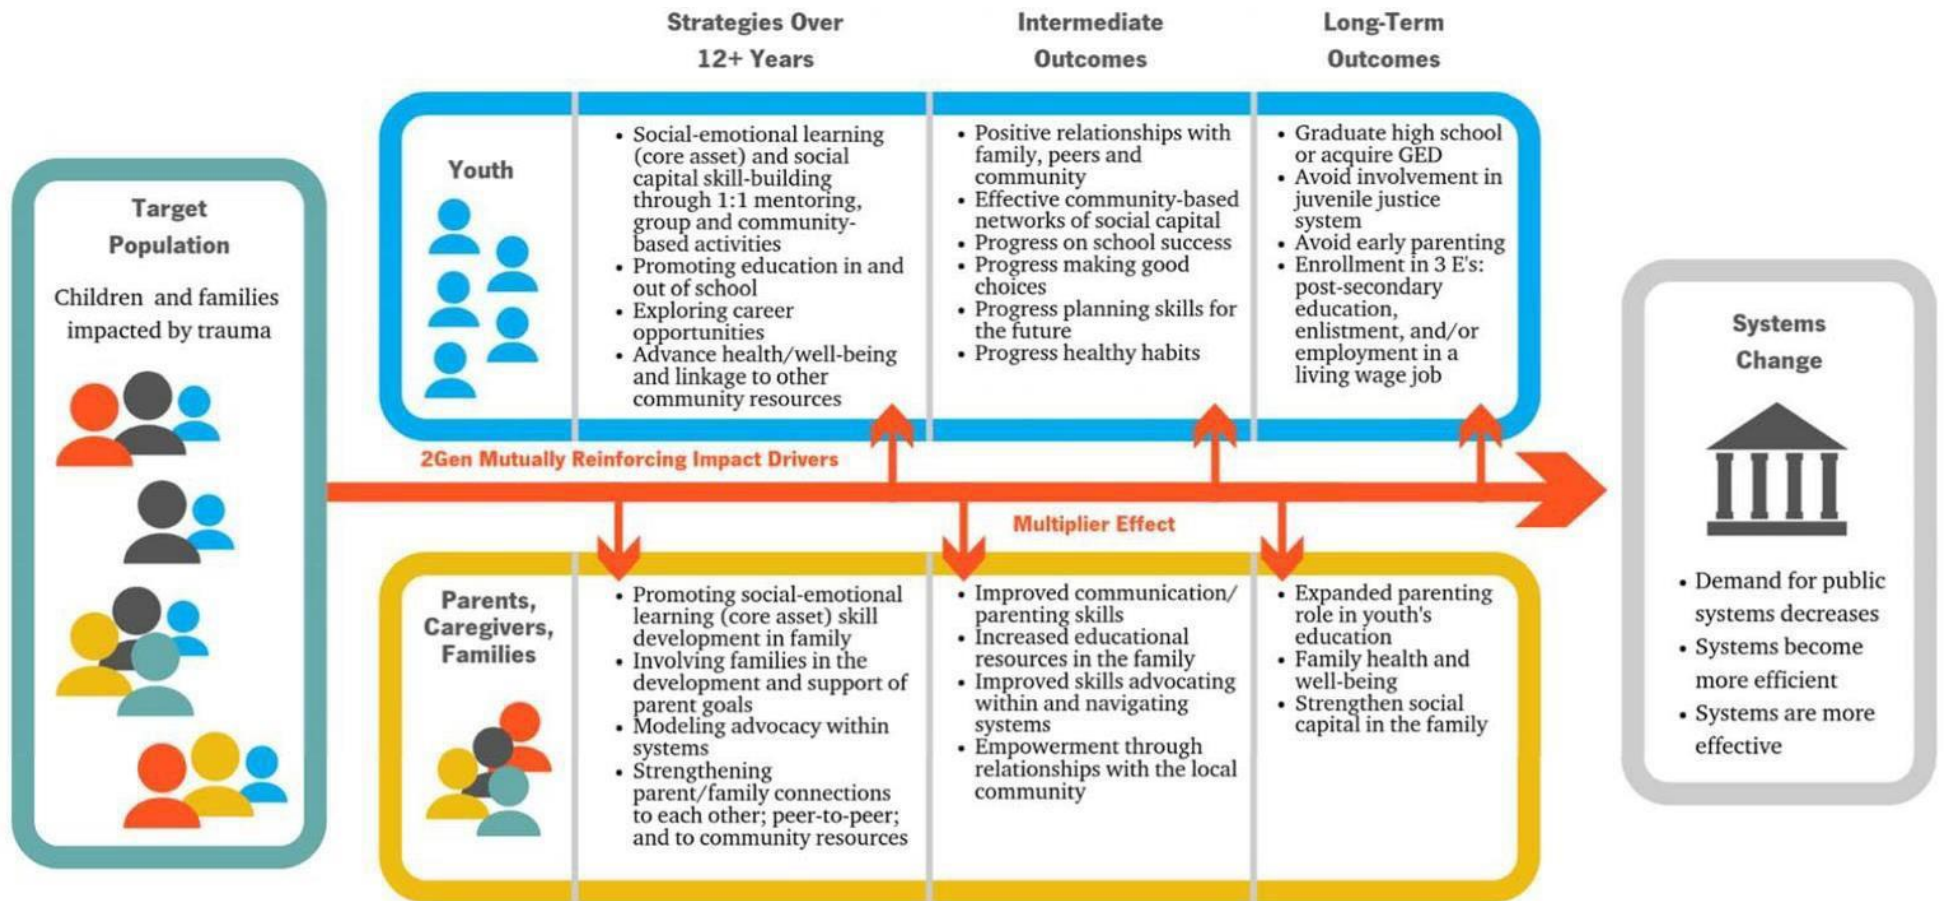 Strategies Over
12+ Years
Intermediate
Outcomes
Long-Term
Outcomes
Target
Population
Children and families
impacted by trauma
Youth
• Social-emotional learning
(core asset) and social
capital skill-building
through 1:1 mentoring,
group and community-
based activities
• Promoting education in and
out of school
• Exploring career
opportunities
• Advance health/well-being
and linkage to other
community resources
• Positive relationships with
family, peers and
community
• Effective community-based
networks of social capital
• Progress on school success
• Progress making good
choices
• Progress planning skills for
the future
• Progress healthy habits
• Graduate high school
or acquire GED
• Avoid involvement in
juvenile justice
system
• Avoid early parenting
• Enrollment in 3 E's:
post-secondary
education,
enlistment, and/or
employment in a
living wage job
2Gen Mutually Reinforcing Impact Drivers
Multiplier Effect
Parents,
Caregivers,
Families
• Promoting social-emotional
learning (core asset) skill
development in family
• Involving families in the
development and support of
parent goals
• Modeling advocacy within
systems
• Strengthening
parent/family connections
to each other; peer-to-peer;
and to community resources
• Improved communication/
parenting skills
• Increased educational
resources in the family
• Improved skills advocating
within and navigating
systems
• Empowerment through
relationships with the local
community
• Expanded parenting
role in youth's
education
• Family health and
well-being
• Strengthen social
capital in the family
Systems
Change
• Demand for public
systems decreases
• Systems become
more efficient
• Systems are more
effective